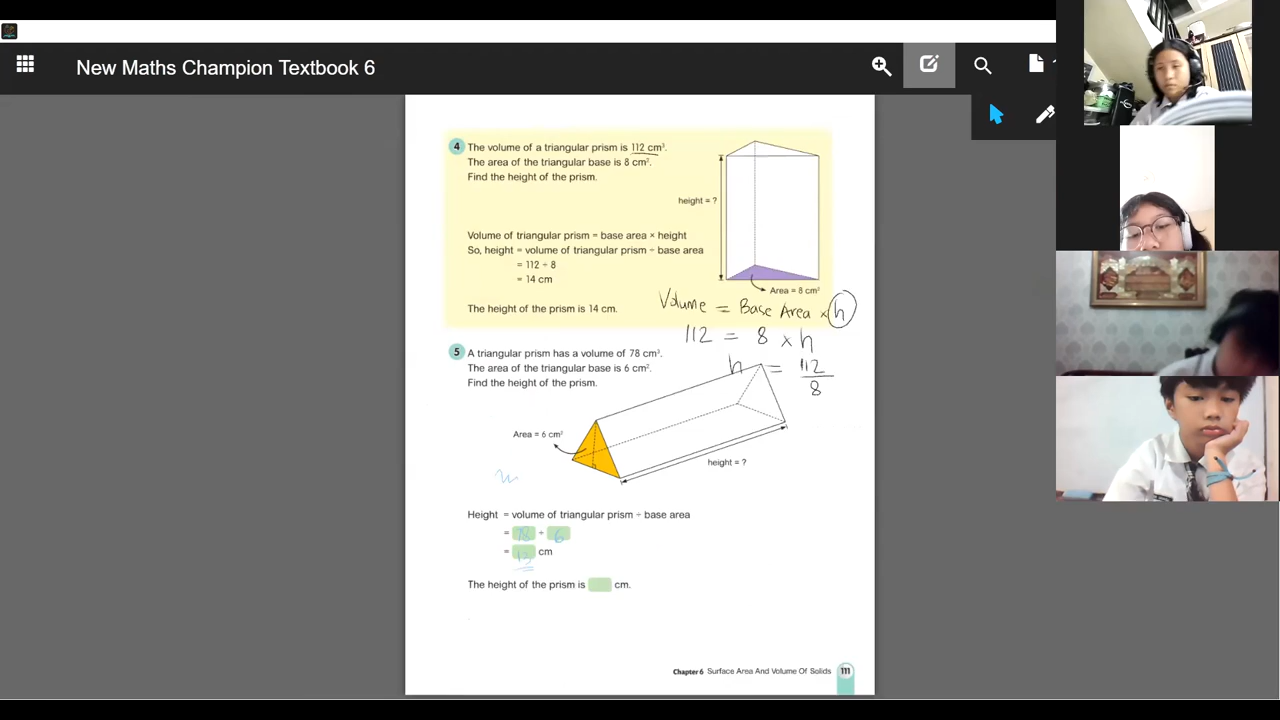 New Maths Champion Textbook 6
4 The volume of a triangular prism is 112 cm³.
The area of the triangular base is 8 cm².
Find the height of the prism.
height = ?
Volume of triangular prism = base area × height
So, height = volume of triangular prism ÷ base area
= 112 ÷ 8
= 14 cm
Area = 8 cm²
The height of the prism is 14 cm.
Volume = Base Area × h
112 = 8 × h
h = 112
8
5 A triangular prism has a volume of 78 cm³.
The area of the triangular base is 6 cm².
Find the height of the prism.
Area = 6 cm²
height = ?
Height = volume of triangular prism ÷ base area
= 78 ÷ 6
= 13 cm
The height of the prism is cm.
Chapter 6 Surface Area And Volume Of Solids 111